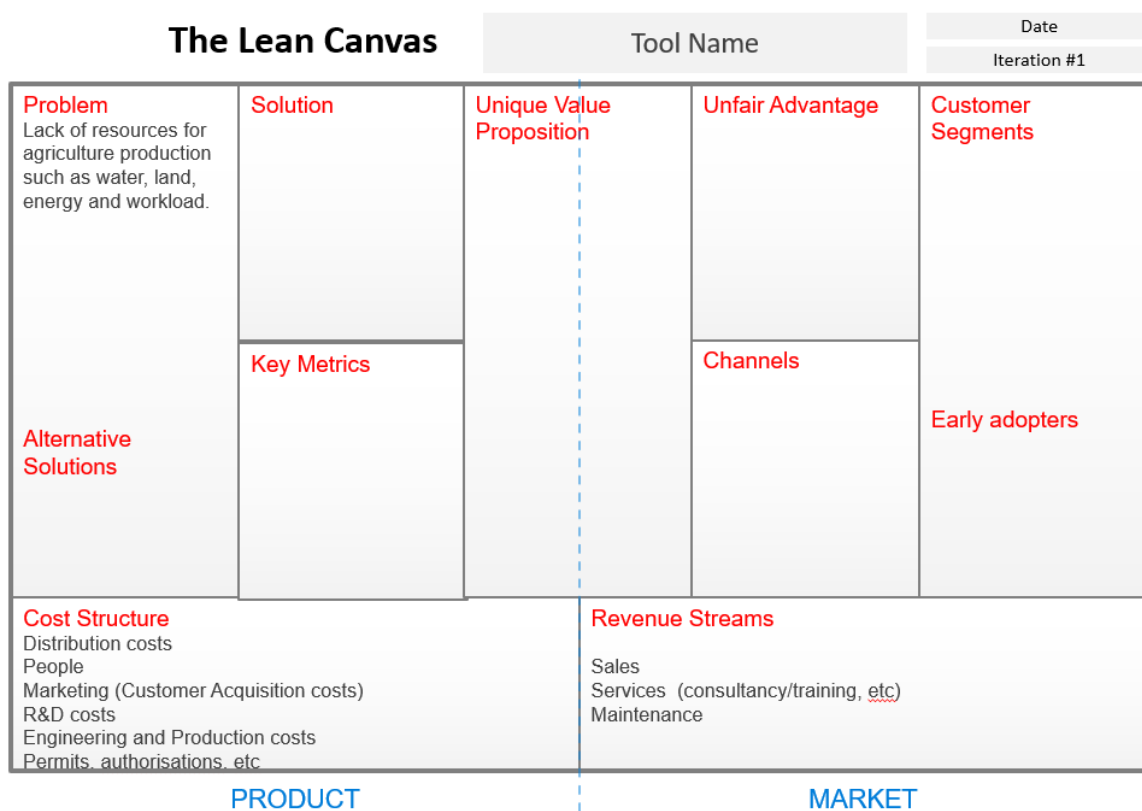 The Lean Canvas
Tool Name
Date
Iteration #1
Problem
Lack of resources for
agriculture production
such as water, land,
energy and workload.
Alternative
Solutions
Solution
Key Metrics
Unique Value
Proposition
Unfair Advantage
Channels
Customer
Segments
Early adopters
Cost Structure
Distribution costs
People
Marketing (Customer Acquisition costs)
R&D costs
Engineering and Production costs
Permits, authorisations, etc
Revenue Streams
Sales
Services (consultancy/training, etc)
Maintenance
PRODUCT
MARKET